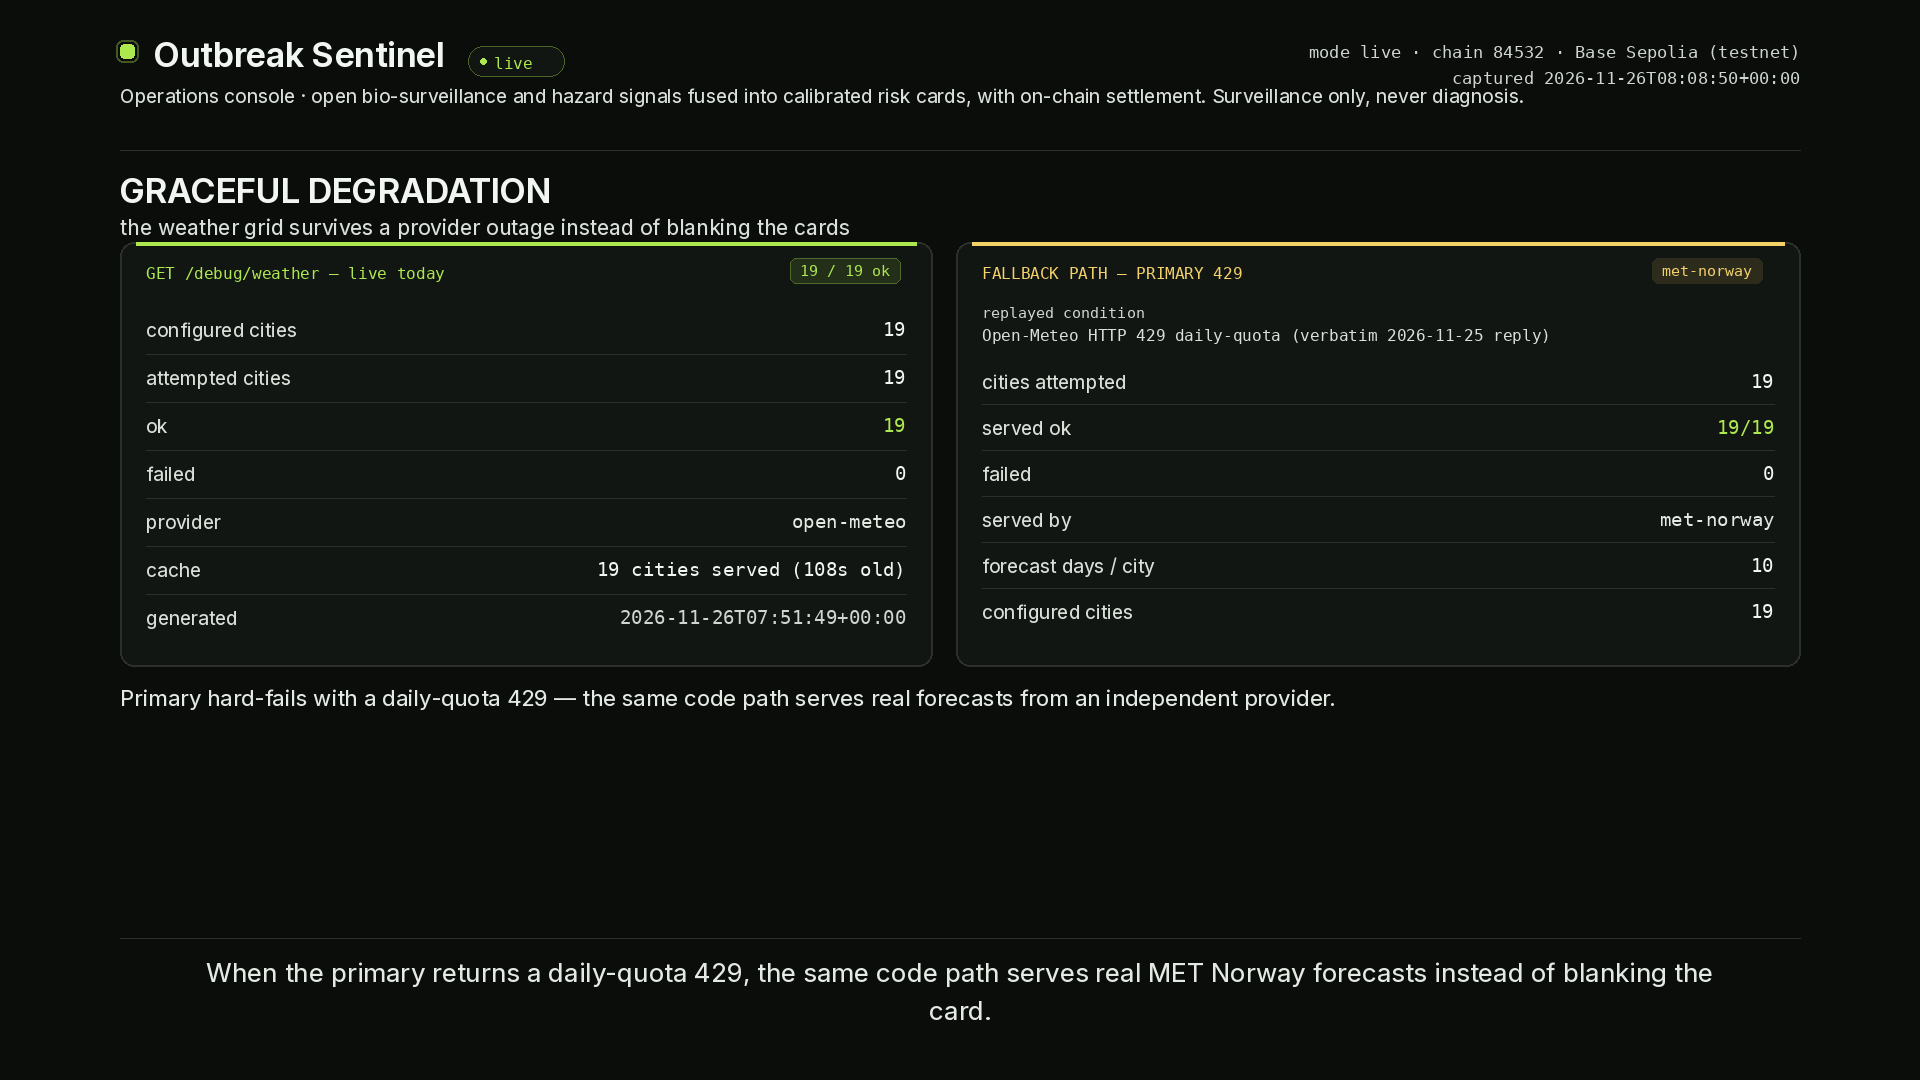 Outbreak Sentinel
live
mode live · chain 84532 · Base Sepolia (testnet)
captured 2026-11-26T08:08:50+00:00
Operations console · open bio-surveillance and hazard signals fused into calibrated risk cards, with on-chain settlement. Surveillance only, never diagnosis.
GRACEFUL DEGRADATION
the weather grid survives a provider outage instead of blanking the cards
GET /debug/weather — live today
19 / 19 ok
configured cities 19
attempted cities 19
ok 19
failed 0
provider open-meteo
cache 19 cities served (108s old)
generated 2026-11-26T07:51:49+00:00
FALLBACK PATH — PRIMARY 429
met-norway
replayed condition
Open-Meteo HTTP 429 daily-quota (verbatim 2026-11-25 reply)
cities attempted 19
served ok 19/19
failed 0
served by met-norway
forecast days / city 10
configured cities 19
Primary hard-fails with a daily-quota 429 — the same code path serves real forecasts from an independent provider.
When the primary returns a daily-quota 429, the same code path serves real MET Norway forecasts instead of blanking the
card.